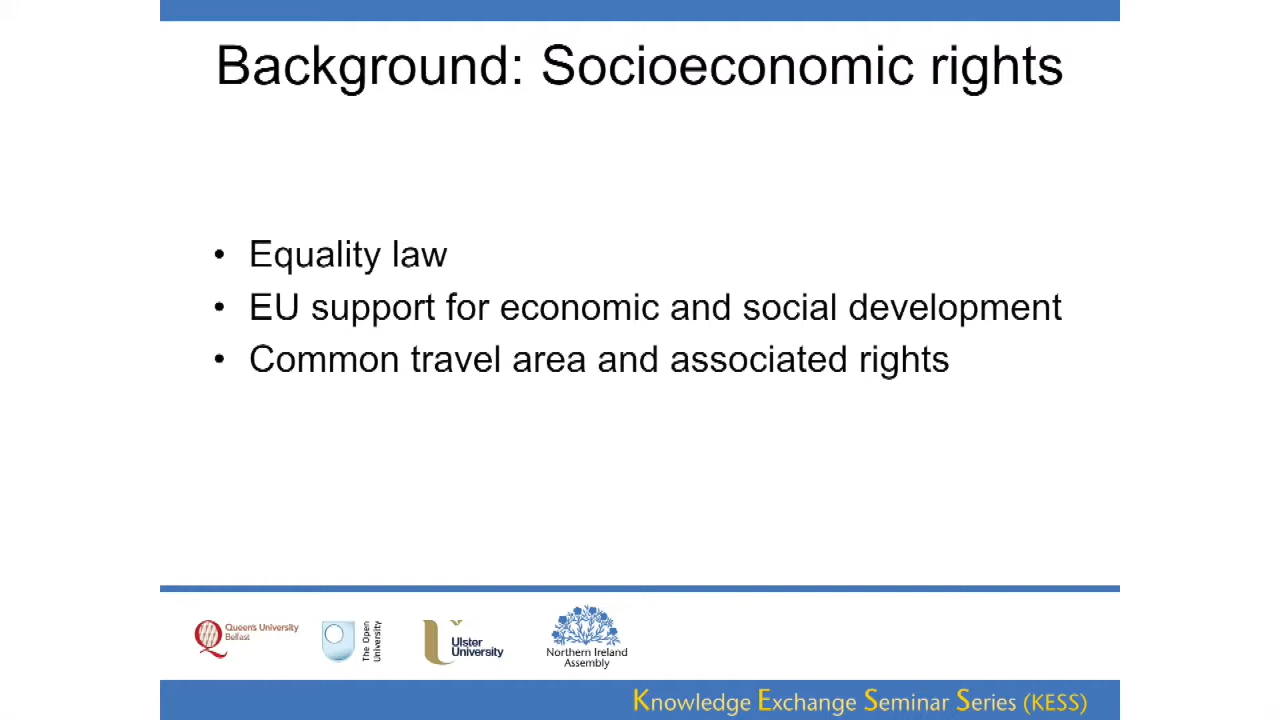 Background: Socioeconomic rights
• Equality law
• EU support for economic and social development
• Common travel area and associated rights
Queen's University
Belfast
The Open
University
Ulster
University
Northern Ireland
Assembly
Knowledge Exchange Seminar Series (KESS)